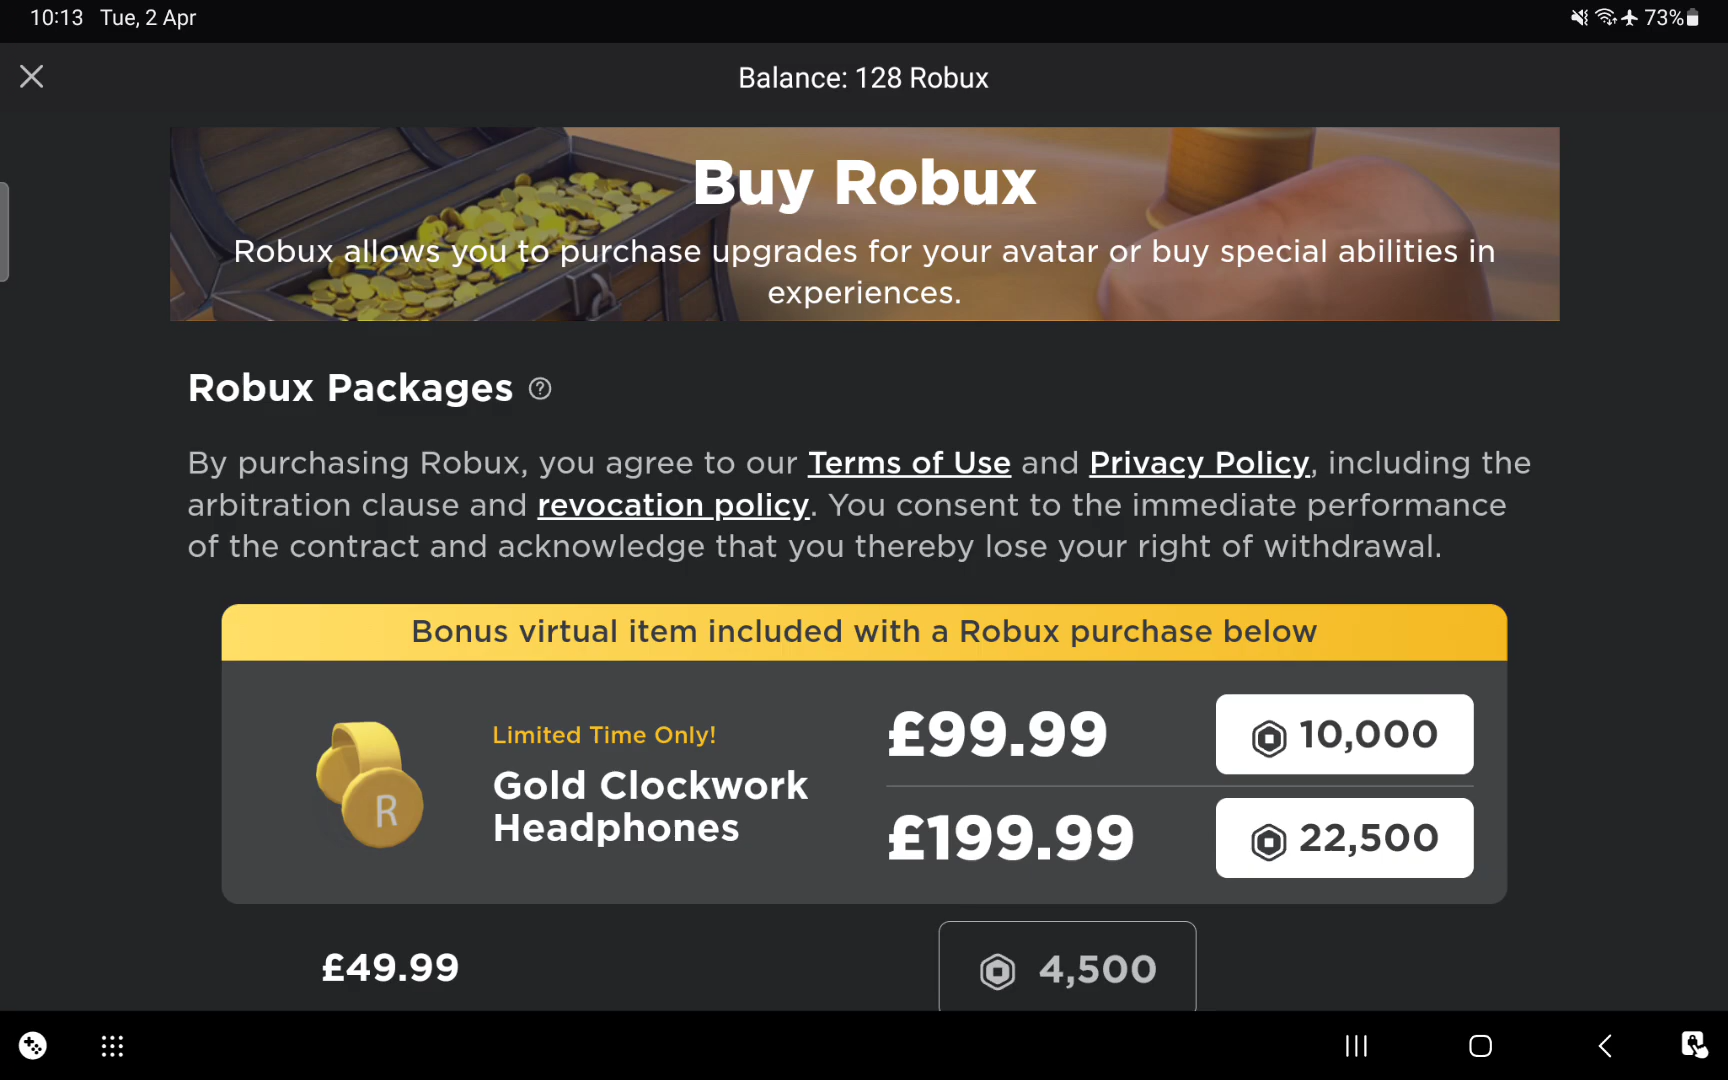 10:13 Tue, 2 Apr 73%
Balance: 128 Robux
Buy Robux
Robux allows you to purchase upgrades for your avatar or buy special abilities in
experiences.
Robux Packages
By purchasing Robux, you agree to our Terms of Use and Privacy Policy, including the
arbitration clause and revocation policy. You consent to the immediate performance
of the contract and acknowledge that you thereby lose your right of withdrawal.
Bonus virtual item included with a Robux purchase below
R
Limited Time Only!
Gold Clockwork
Headphones
£99.99 10,000
£199.99 22,500
£49.99 4,500